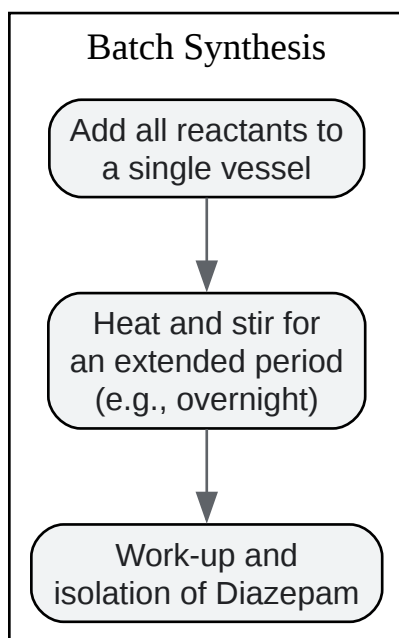 Batch Synthesis
Add all reactants to
a single vessel
Heat and stir for
an extended period
(e.g., overnight)
Work-up and
isolation of Diazepam